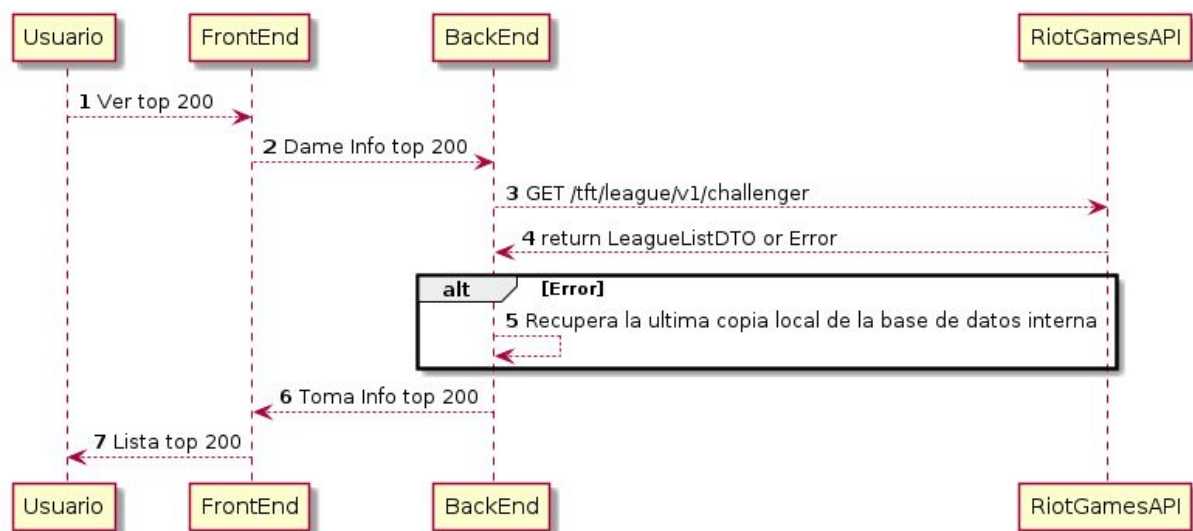 Usuario FrontEnd BackEnd RiotGamesAPI
1 Ver top 200
2 Dame Info top 200
3 GET /tft/league/v1/challenger
4 return LeagueListDTO or Error
alt [Error]
5 Recupera la ultima copia local de la base de datos interna
6 Toma Info top 200
7 Lista top 200
Usuario FrontEnd BackEnd RiotGamesAPI